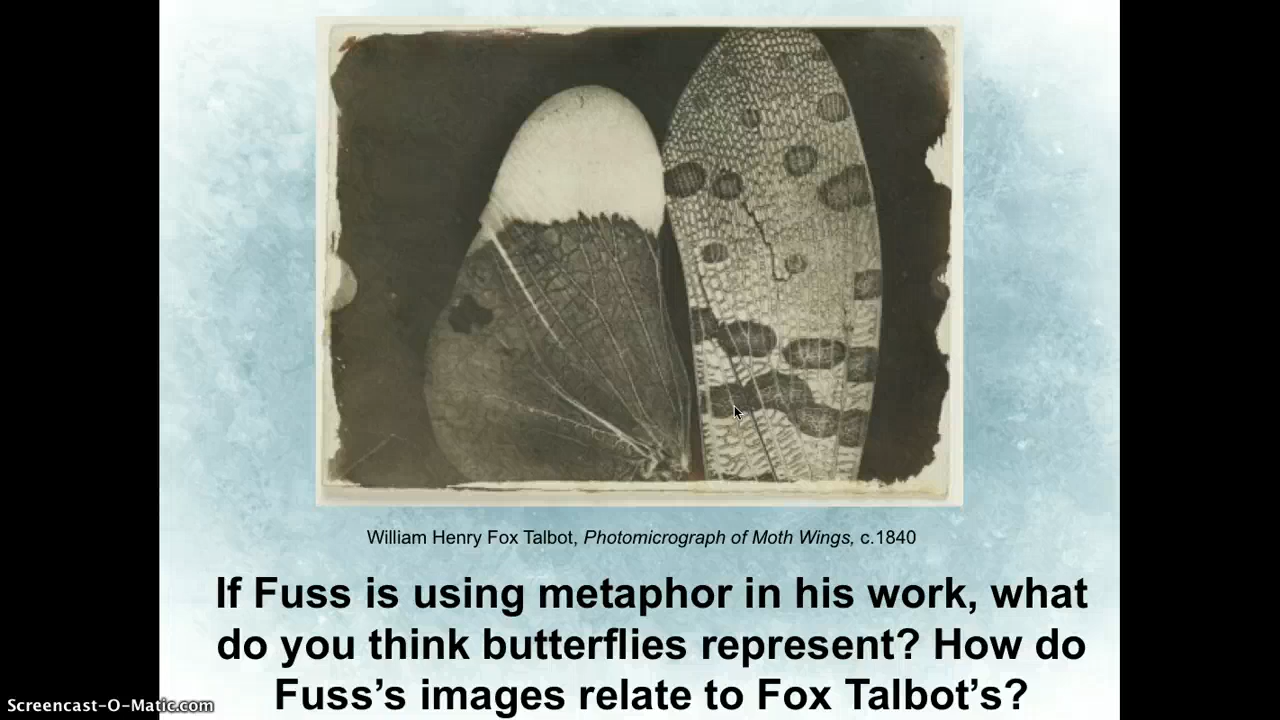 William Henry Fox Talbot, Photomicrograph of Moth Wings, c.1840
If Fuss is using metaphor in his work, what
do you think butterflies represent? How do
Fuss’s images relate to Fox Talbot’s?
Screencast-O-Matic.com